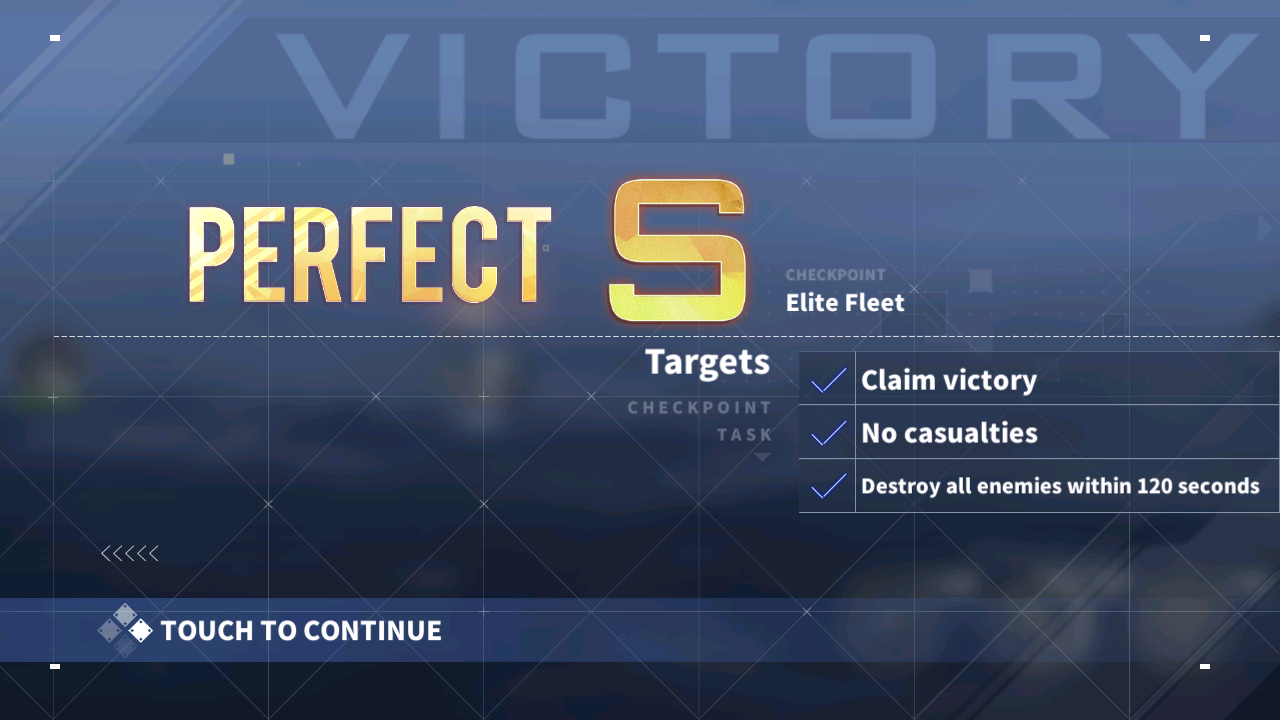 VICTORY
PERFECT S
CHECKPOINT
Elite Fleet
Targets
CHECKPOINT
TASK
Claim victory
No casualties
Destroy all enemies within 120 seconds
TOUCH TO CONTINUE